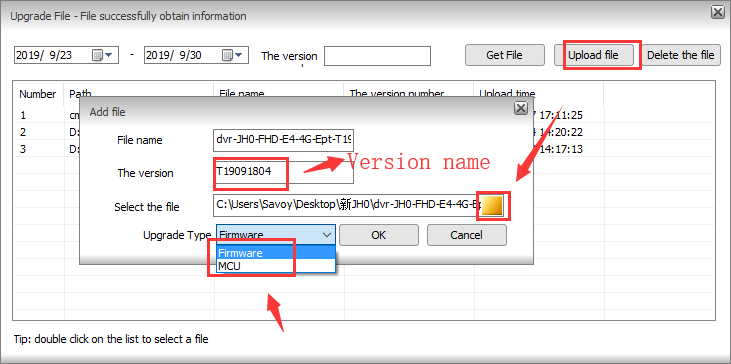 Upgrade File - File successfully obtain information
2019/ 9/23 - 2019/ 9/30 The version Get File Upload file Delete the file
Number Path File name The version number Upload time
1 17:11:25
2 D: 14:20:22
3 D: 14:17:13
Add file
File name dvr-JH0-FHD-E4-4G-Ept-T19
The version T19091804
Version name
Select the file C:\Users\Savoy\Desktop\新JH0\dvr-JH0-FHD-E4-4G-Ep
Upgrade Type Firmware OK Cancel
Firmware
MCU
Tip: double click on the list to select a file